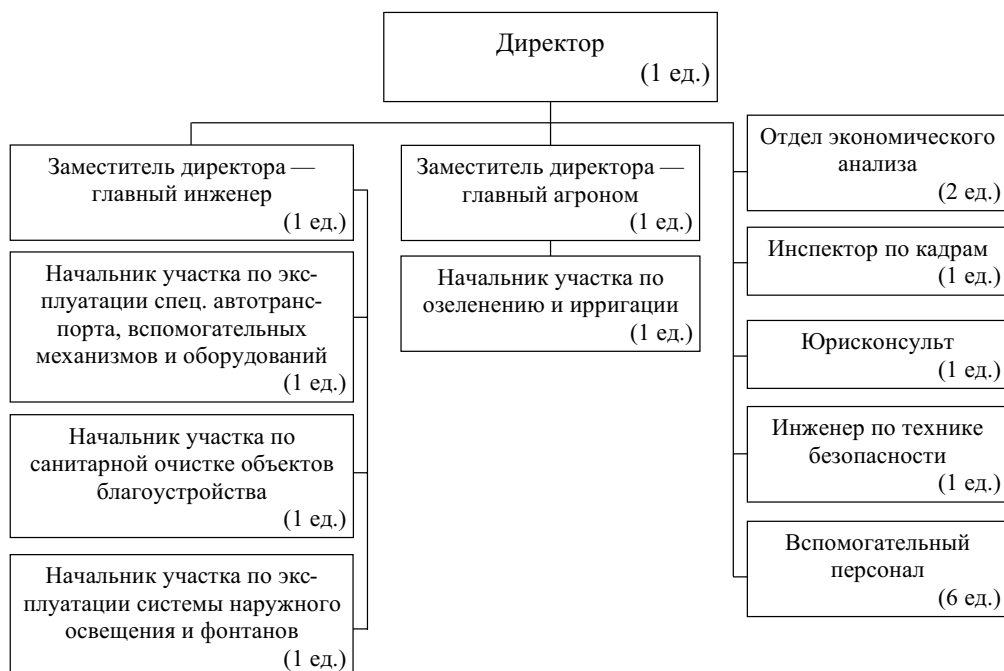 Директор
(1 ед.)
Заместитель директора —
главный инженер
(1 ед.)
Начальник участка по экс-
плуатации спец. автотранс-
порта, вспомогательных
механизмов и оборудований
(1 ед.)
Начальник участка по
санитарной очистке объектов
благоустройства
(1 ед.)
Начальник участка по экс-
плуатации системы наружного
освещения и фонтанов
(1 ед.)
Заместитель директора —
главный агроном
(1 ед.)
Начальник участка по
озеленению и ирригации
(1 ед.)
Отдел экономического
анализа
(2 ед.)
Инспектор по кадрам
(1 ед.)
Юрисконсульт
(1 ед.)
Инженер по технике
безопасности
(1 ед.)
Вспомогательный
персонал
(6 ед.)